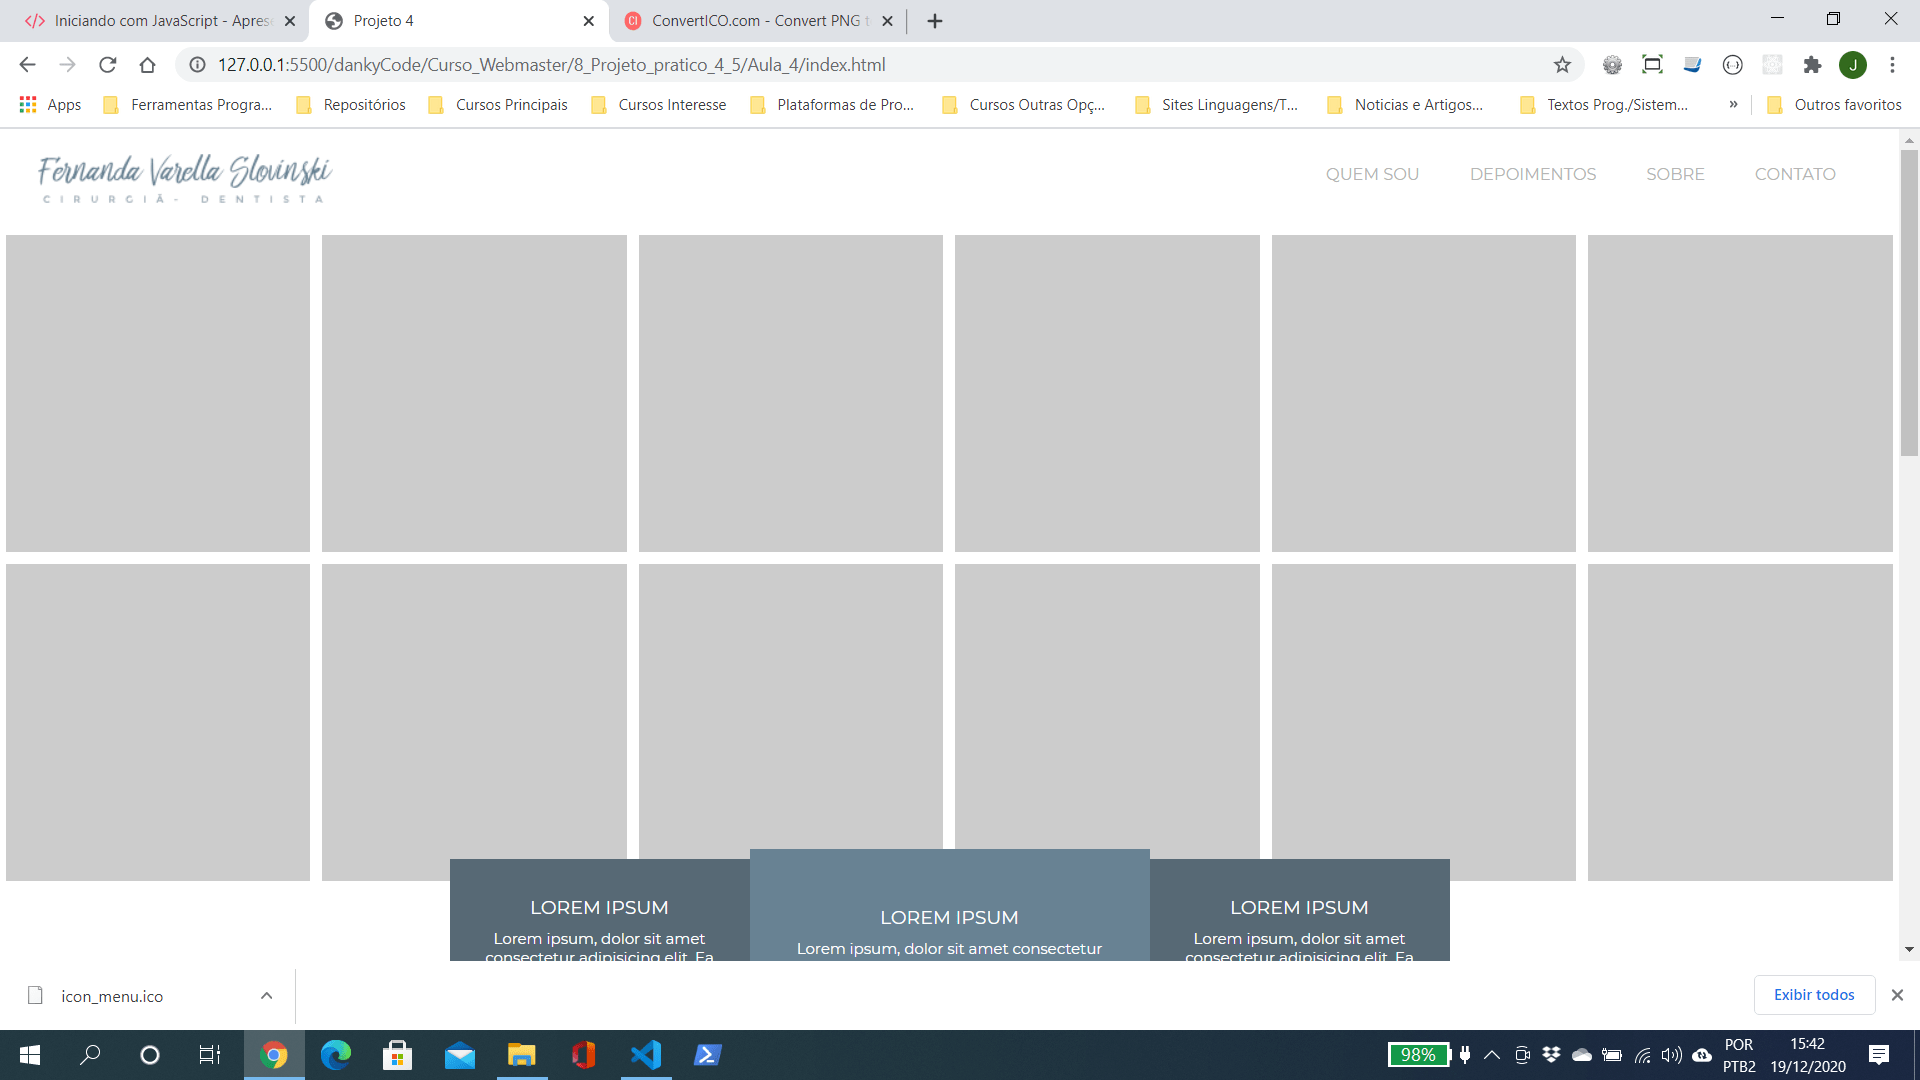 Iniciando com JavaScript - Aprese
Projeto 4
ConvertICO.com - Convert PNG t
127.0.0.1:5500/dankyCode/Curso_Webmaster/8_Projeto_pratico_4_5/Aula_4/index.html
J
Apps
Ferramentas Progra...
Repositórios
Cursos Principais
Cursos Interesse
Plataformas de Pro...
Cursos Outras Opç...
Sites Linguagens/T...
Noticias e Artigos...
Textos Prog./Sistem...
»
Outros favoritos
Fernanda Varella Slovinski
CIRURGIÃ- DENTISTA
QUEM SOU
DEPOIMENTOS
SOBRE
CONTATO
LOREM IPSUM
Lorem ipsum, dolor sit amet
consectetur adipisicing elit. Ea
LOREM IPSUM
Lorem ipsum, dolor sit amet consectetur
LOREM IPSUM
Lorem ipsum, dolor sit amet
consectetur adipisicing elit. Ea
icon_menu.ico
Exibir todos
98%
POR
PTB2
15:42
19/12/2020